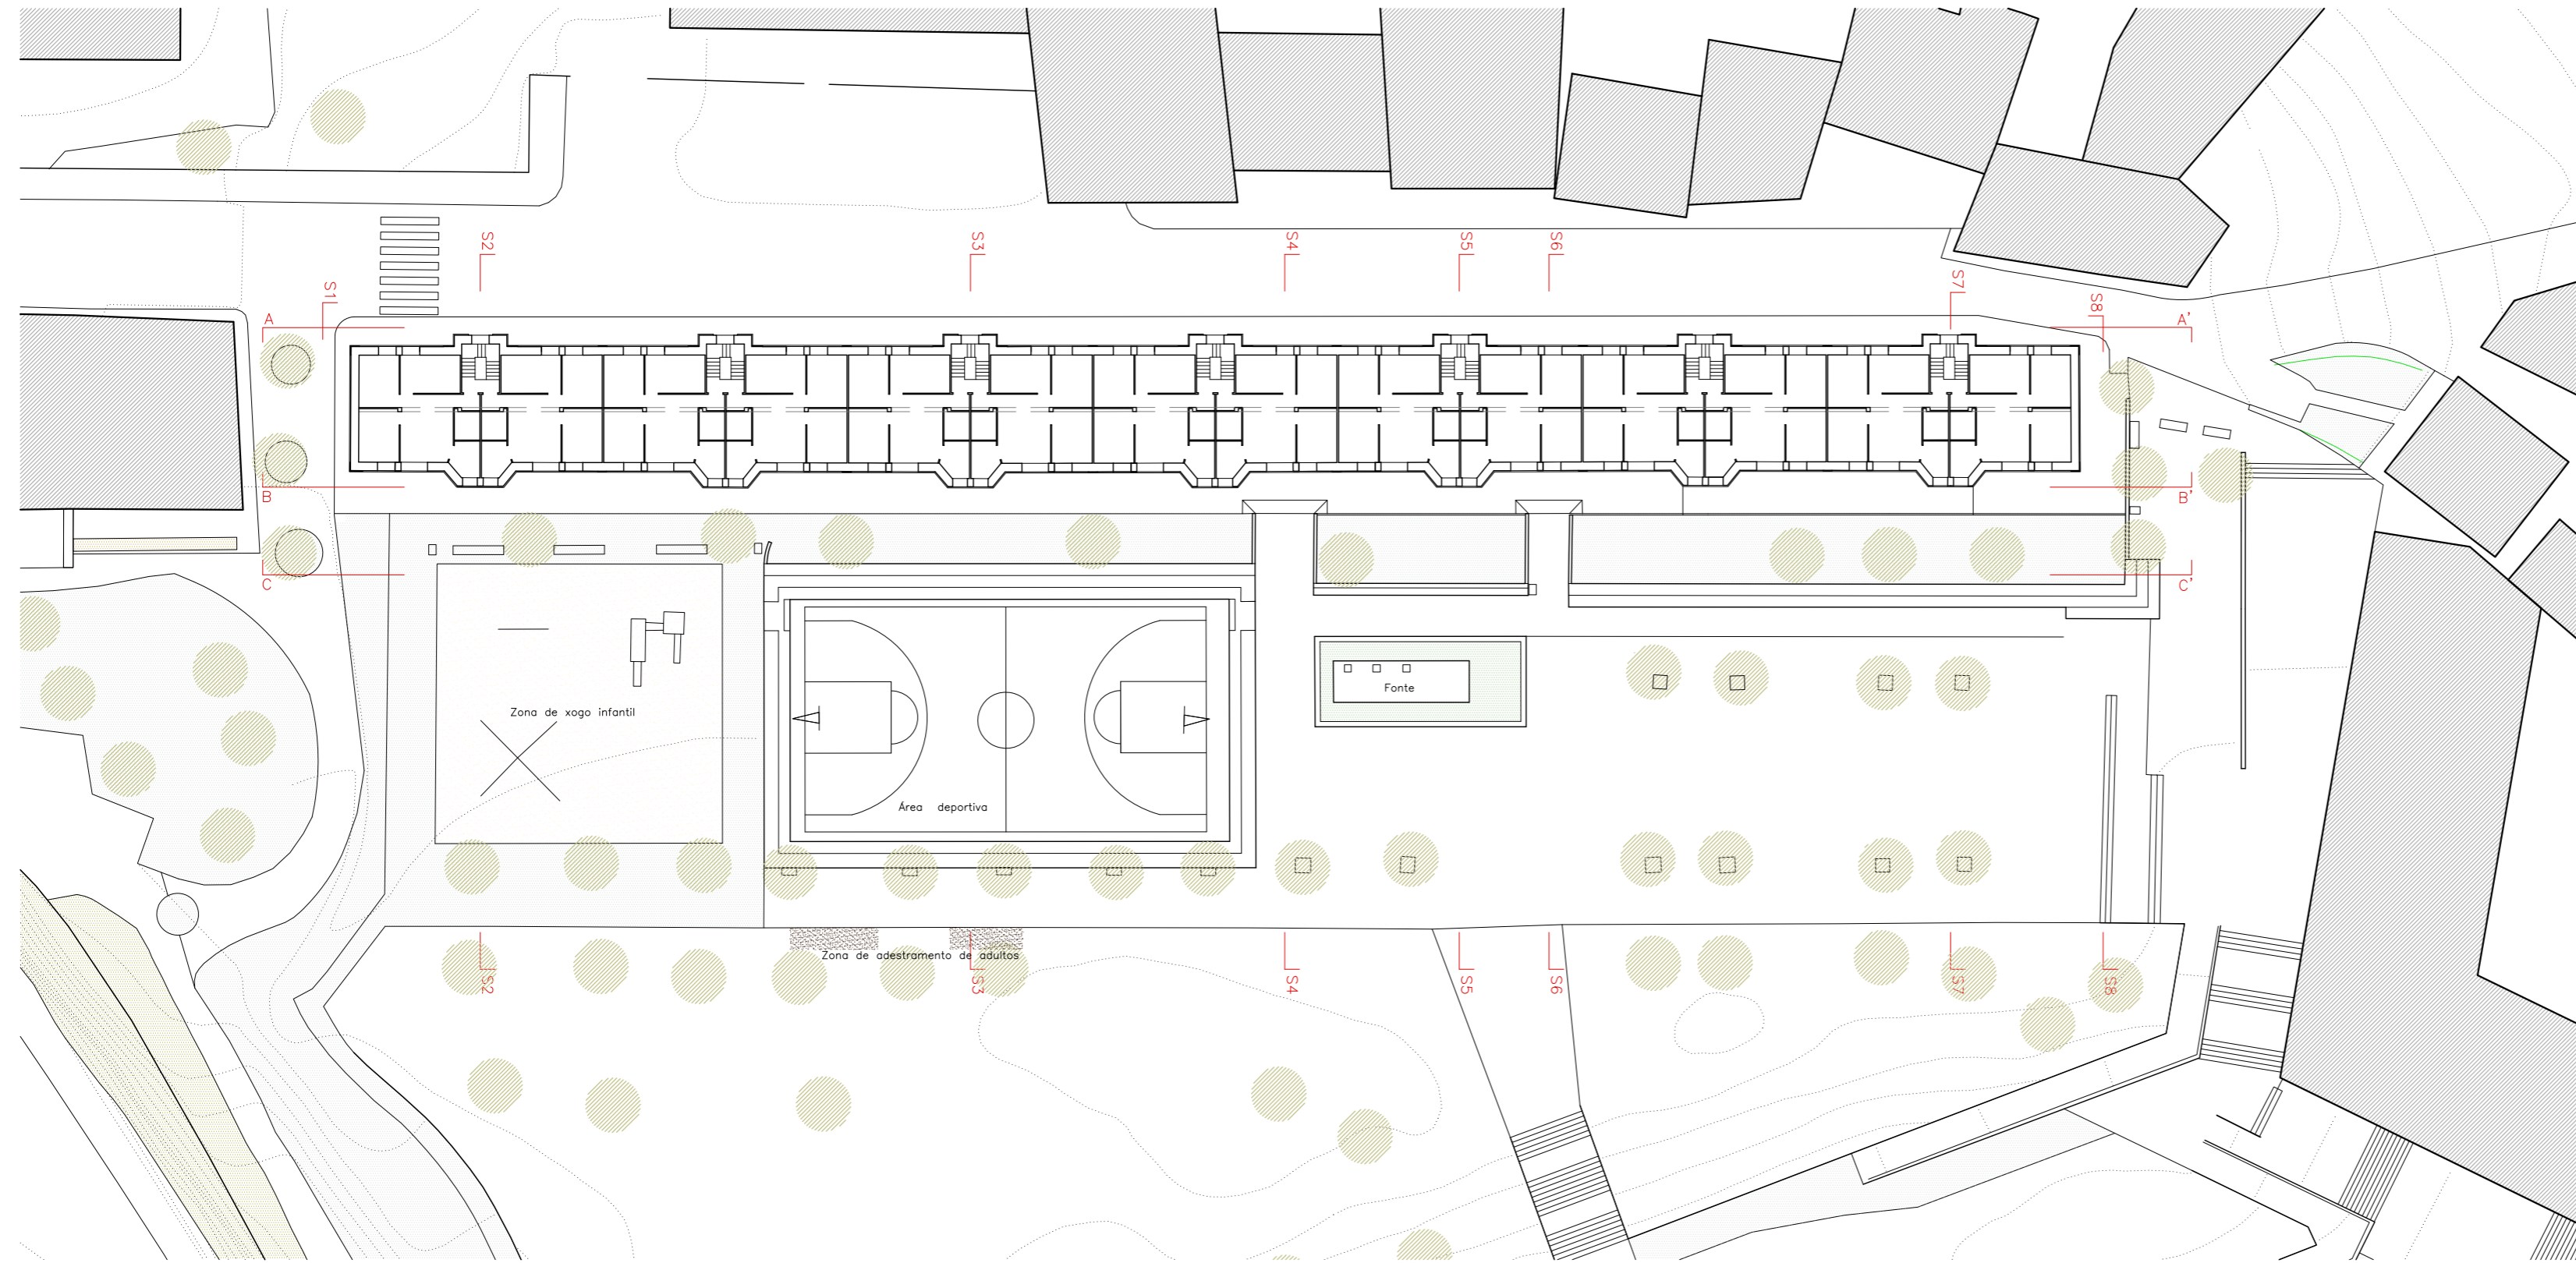 S2
S3
S4
S5
S6
S1
S7
S8
A
A'
B
B'
C
C'
Fonte
Zona de xogo infantil
Área deportiva
Zona de adestramento de adultos
S2
S3
S4
S5
S6
S7
S8